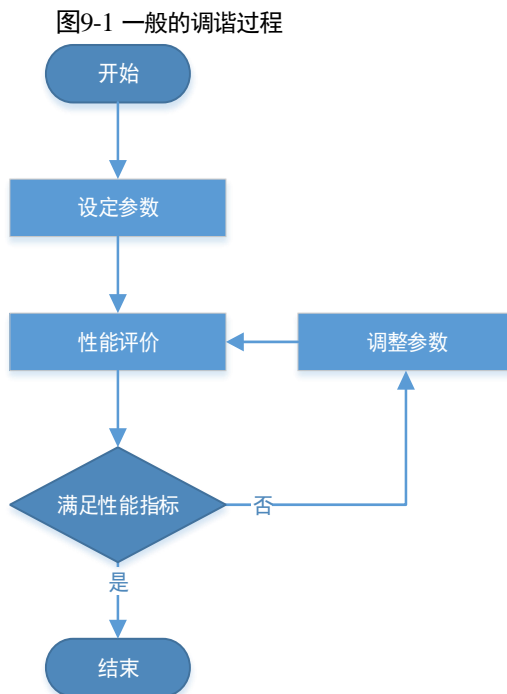 图9-1 一般的调谐过程
开始
设定参数
性能评价
调整参数
满足性能指标
否
是
结束